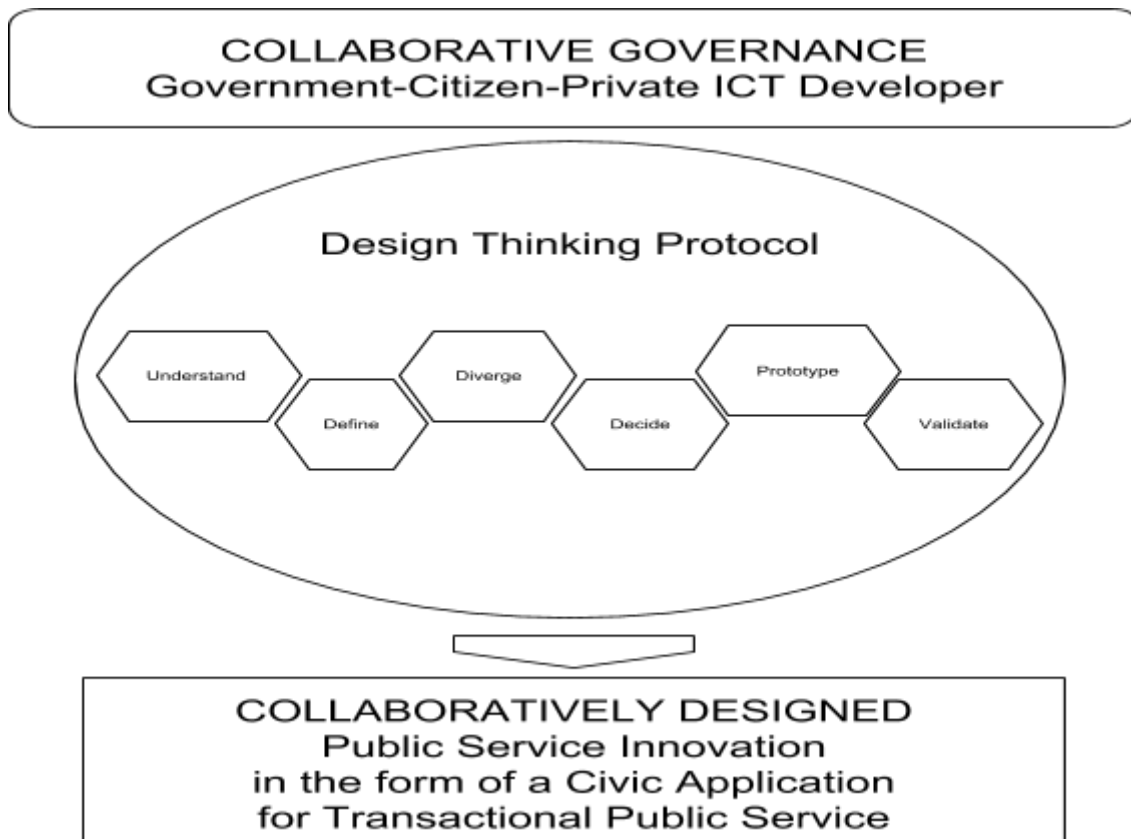 COLLABORATIVE GOVERNANCE
Government-Citizen-Private ICT Developer
Design Thinking Protocol
Understand
Define
Diverge
Decide
Prototype
Validate
COLLABORATIVELY DESIGNED
Public Service Innovation
in the form of a Civic Application
for Transactional Public Service